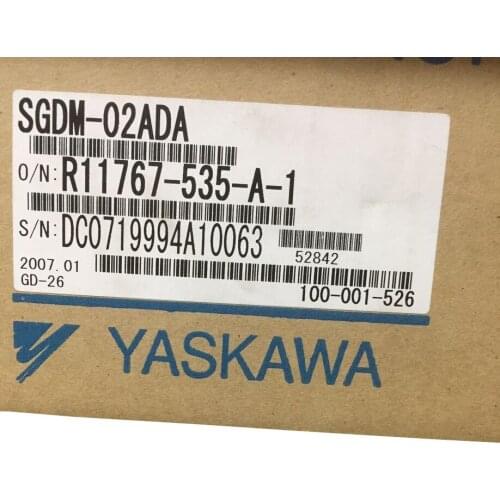 SGDM-02ADA
O/N: R11767-535-A-1
S/N: DC0719994A10063
52842
2007.01
GD-26
100-001-526
YASKAWA